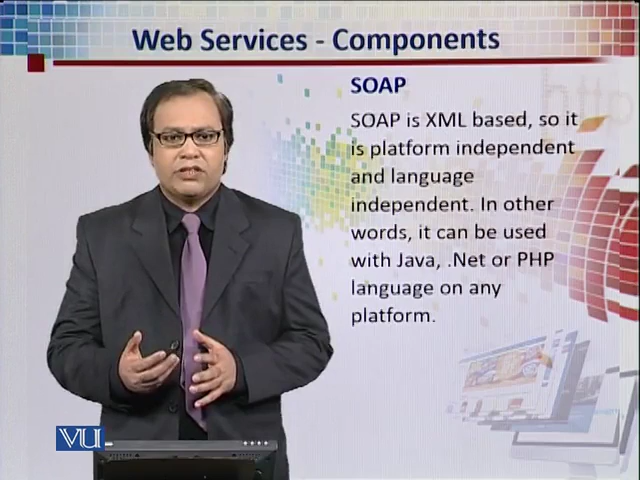 Web Services - Components
SOAP
SOAP is XML based, so it
is platform independent
and language
independent. In other
words, it can be used
with Java, .Net or PHP
language on any
platform.
http
VU